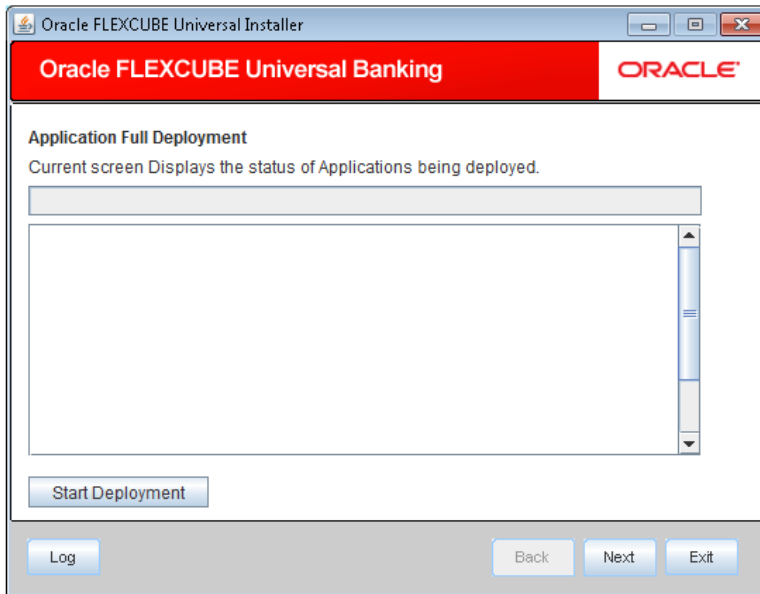 Oracle FLEXCUBE Universal Installer
Oracle FLEXCUBE Universal Banking
ORACLE
Application Full Deployment
Current screen Displays the status of Applications being deployed.
Start Deployment
Log
Back
Next
Exit